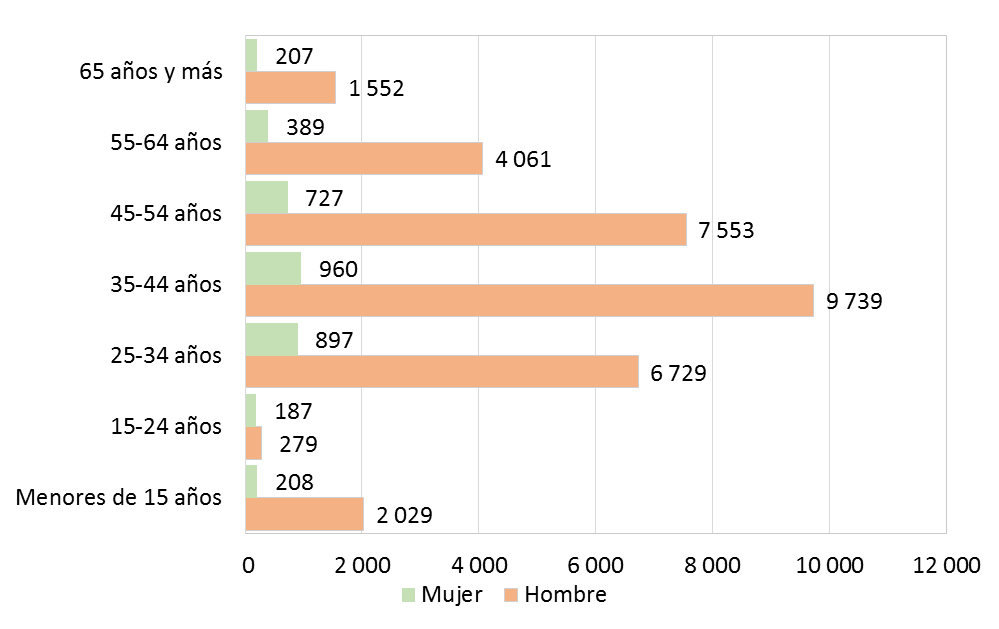 207
65 años y más
1 552
389
55-64 años
4 061
727
45-54 años
7 553
960
35-44 años
9 739
897
25-34 años
6 729
187
15-24 años
279
208
Menores de 15 años
2 029
0 2 000 4 000 6 000 8 000 10 000 12 000
Mujer Hombre